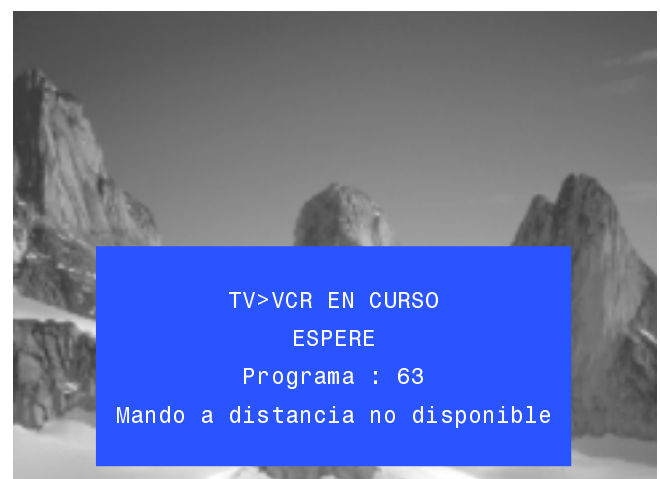 TV>VCR EN CURSO
ESPERE
Programa : 63
Mando a distancia no disponible